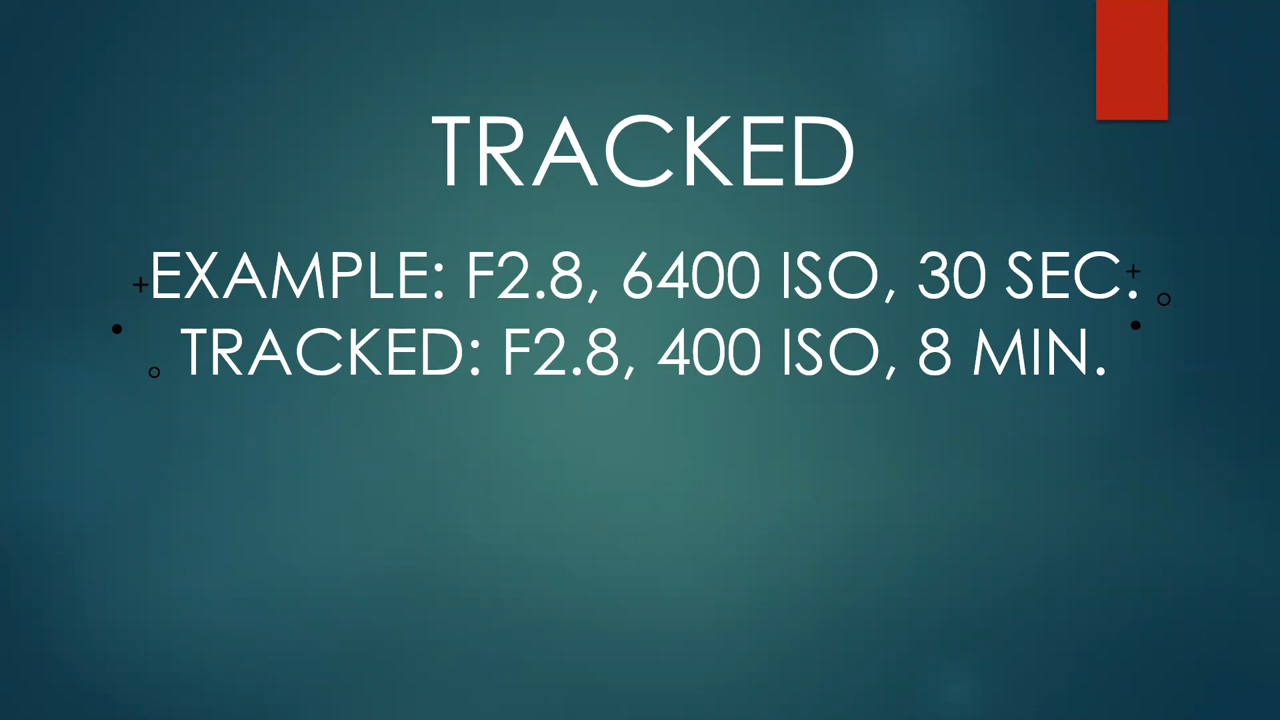 TRACKED
EXAMPLE: F2.8, 6400 ISO, 30 SEC.
TRACKED: F2.8, 400 ISO, 8 MIN.